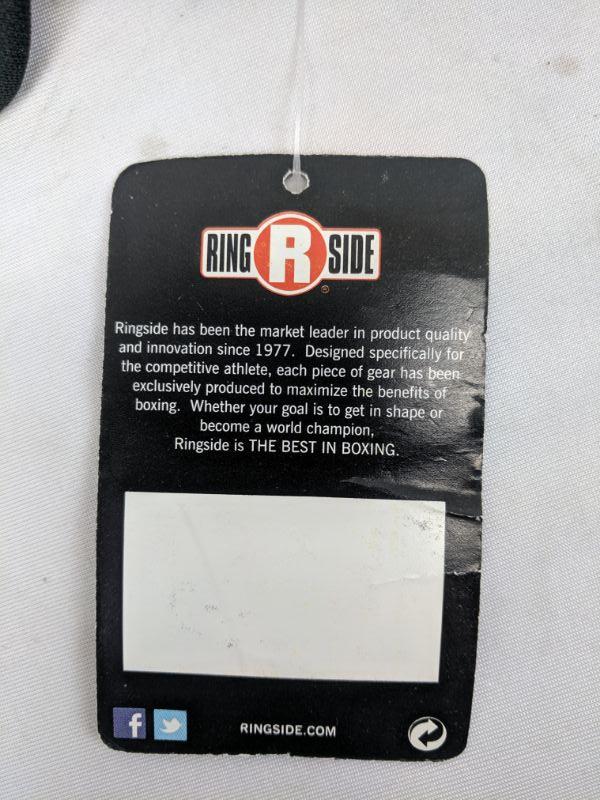 RING R SIDE
®
Ringside has been the market leader in product quality
and innovation since 1977. Designed specifically for
the competitive athlete, each piece of gear has been
exclusively produced to maximize the benefits of
boxing. Whether your goal is to get in shape or
become a world champion,
Ringside is THE BEST IN BOXING.
f
RINGSIDE.COM